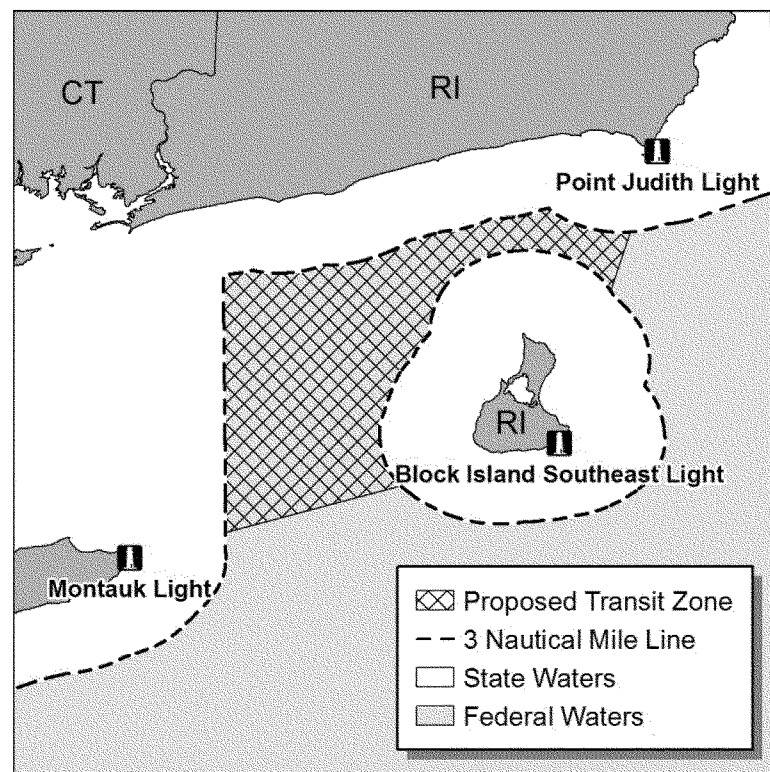 CT
RI
Point Judith Light
RI
Block Island Southeast Light
Montauk Light
Proposed Transit Zone
3 Nautical Mile Line
State Waters
Federal Waters